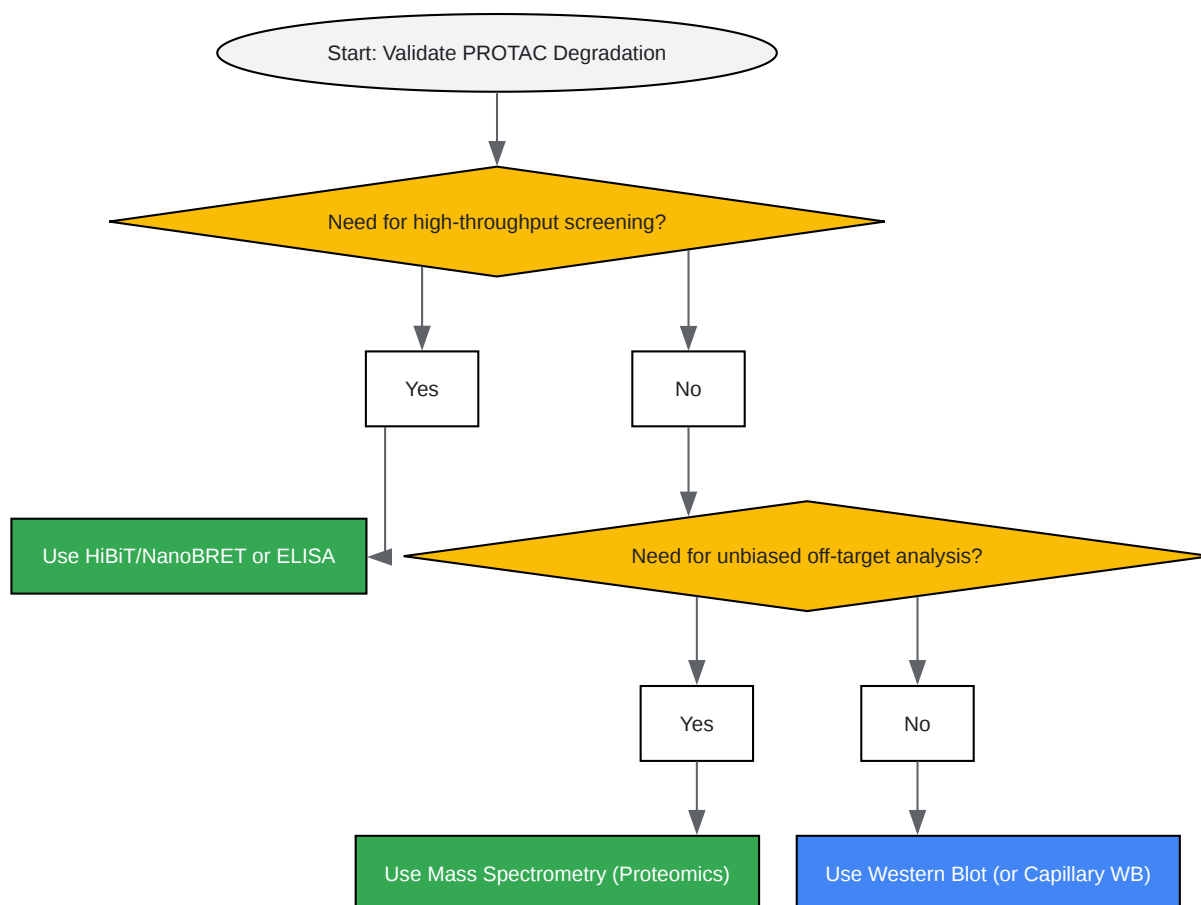 Start: Validate PROTAC Degradation
Need for high-throughput screening?
Yes
No
Use HiBiT/NanoBRET or ELISA
Need for unbiased off-target analysis?
Yes
No
Use Mass Spectrometry (Proteomics)
Use Western Blot (or Capillary WB)